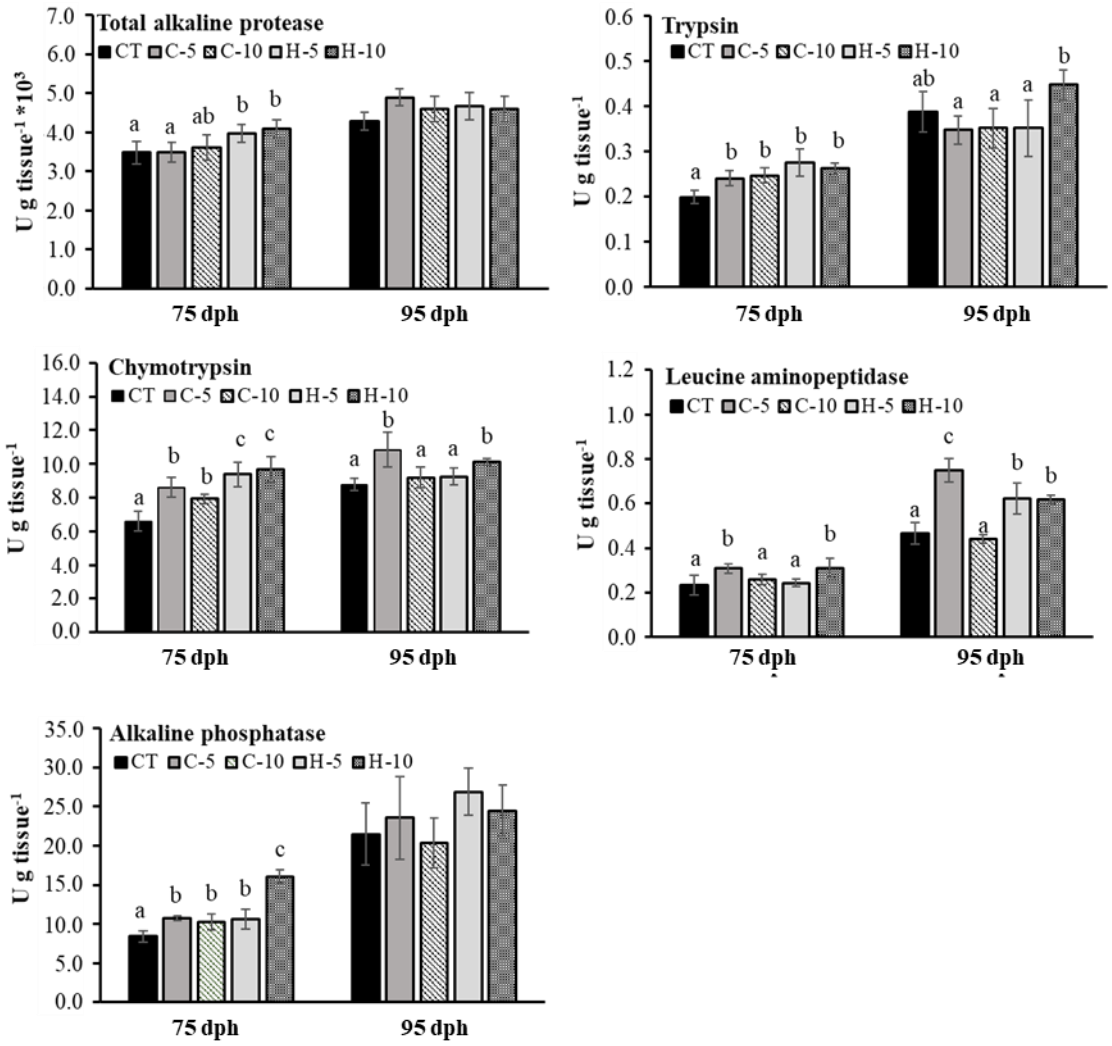 Total alkaline protease
CT C-5 C-10 H-5 H-10
U g tissue⁻¹ *10³
7.0
6.0
5.0
4.0
3.0
2.0
1.0
0.0
a a ab b b
75 dph 95 dph
Trypsin
CT C-5 C-10 H-5 H-10
U g tissue⁻¹
0.6
0.5
0.4
0.3
0.2
0.1
0.0
a b b b b
ab a a a b
75 dph 95 dph
Chymotrypsin
CT C-5 C-10 H-5 H-10
U g tissue⁻¹
16.0
14.0
12.0
10.0
8.0
6.0
4.0
2.0
0.0
a b b c c
a b a a b
75 dph 95 dph
Leucine aminopeptidase
CT C-5 C-10 H-5 H-10
U g tissue⁻¹
1.2
1.0
0.8
0.6
0.4
0.2
0.0
a b a a b
a c a b b
75 dph 95 dph
Alkaline phosphatase
CT C-5 C-10 H-5 H-10
U g tissue⁻¹
35.0
30.0
25.0
20.0
15.0
10.0
5.0
0.0
a b b b c
75 dph 95 dph